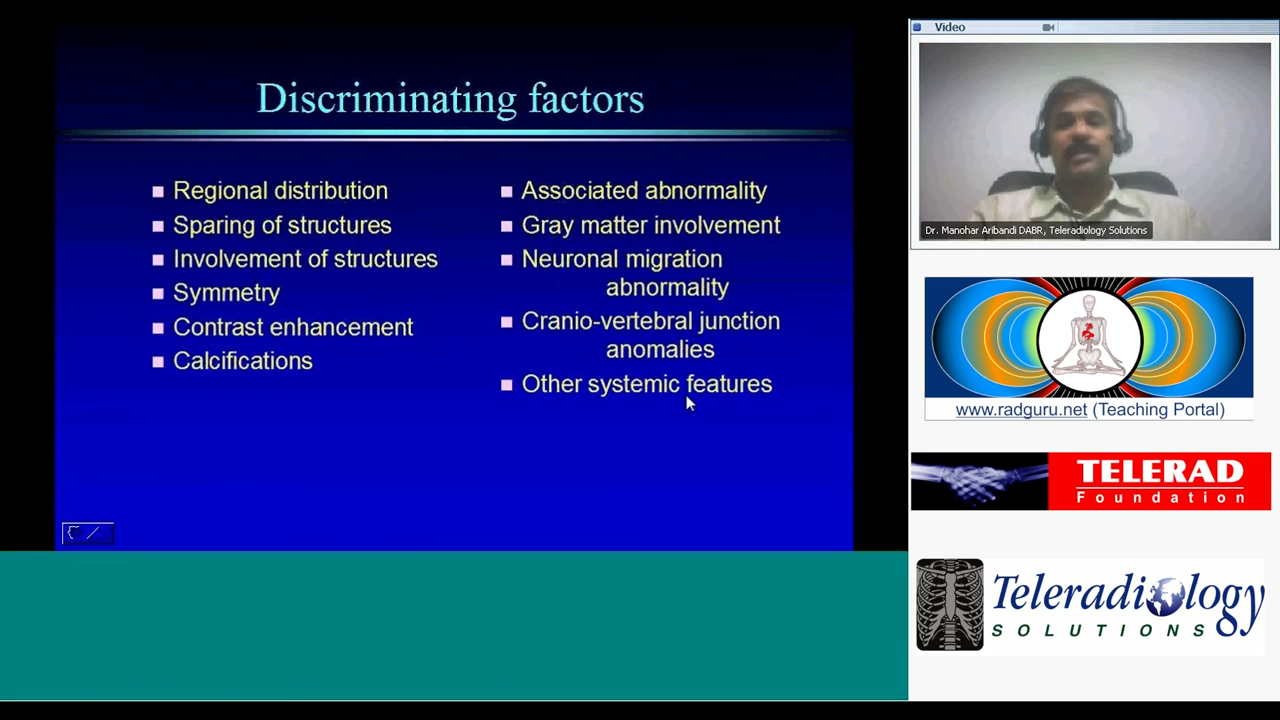 Discriminating factors
Regional distribution
Sparing of structures
Involvement of structures
Symmetry
Contrast enhancement
Calcifications
Associated abnormality
Gray matter involvement
Neuronal migration
abnormality
Cranio-vertebral junction
anomalies
Other systemic features
Video
Dr. Manohar Aribandi DABR, Teleradiology Solutions
www.radguru.net (Teaching Portal)
TELERAD
Foundation
Teleradiology
SOLUTIONS